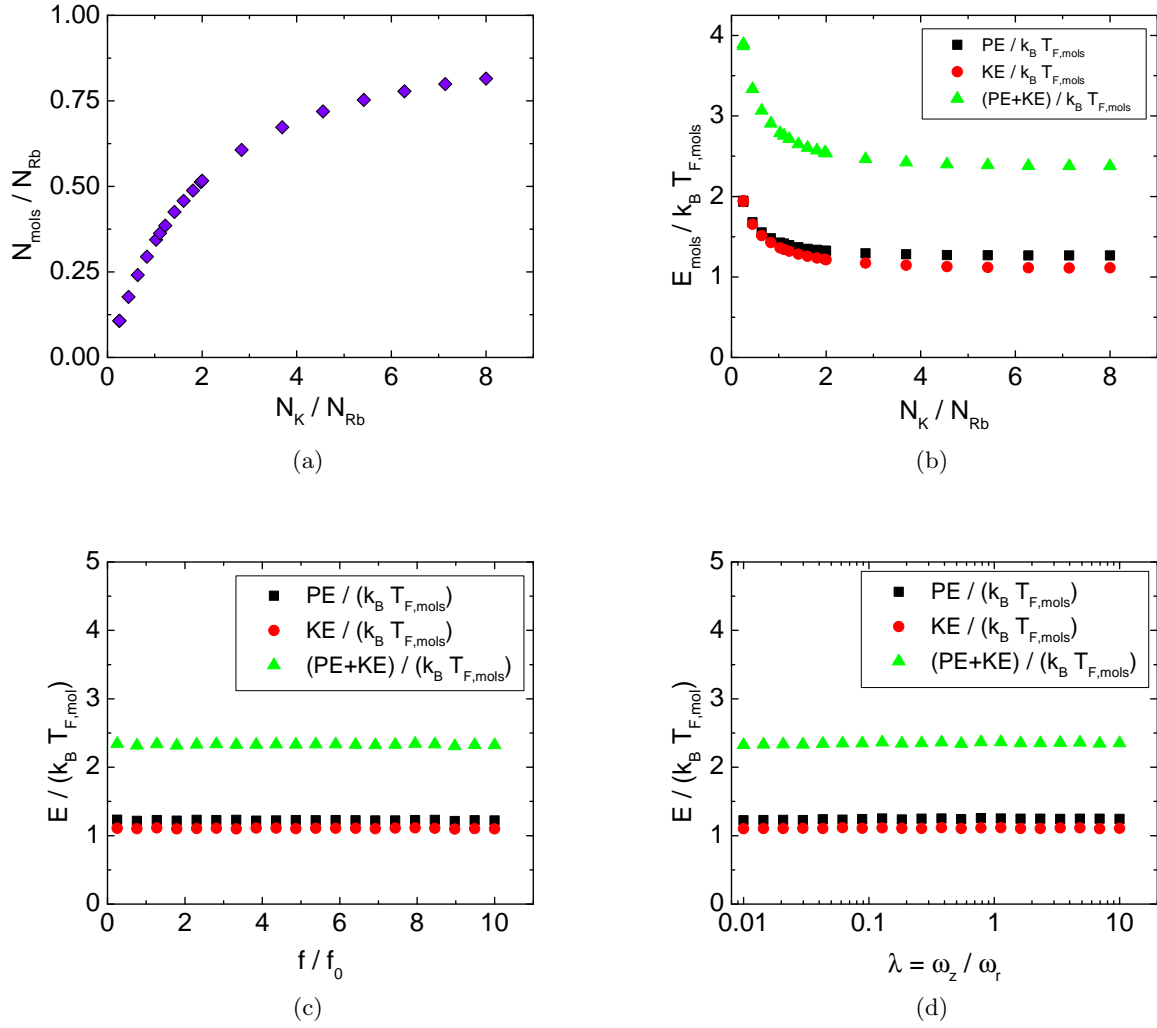 1.00
0.75
0.50
0.25
0.00
N_mols / N_Rb
0 2 4 6 8
N_K / N_Rb
(a)
5
4
3
2
1
0
E_mols / k_B T_F,mols
PE / k_B T_F,mols
KE / k_B T_F,mols
(PE+KE) / k_B T_F,mols
0 2 4 6 8
N_K / N_Rb
(b)
5
4
3
2
1
0
E / (k_B T_F,mol)
PE / (k_B T_F,mols)
KE / (k_B T_F,mols)
(PE+KE) / (k_B T_F,mols)
0 2 4 6 8 10
f / f_0
(c)
5
4
3
2
1
0
E / (k_B T_F,mol)
PE / (k_B T_F,mols)
KE / (k_B T_F,mols)
(PE+KE) / (k_B T_F,mols)
0.01 0.1 1 10
λ = ω_z / ω_r
(d)